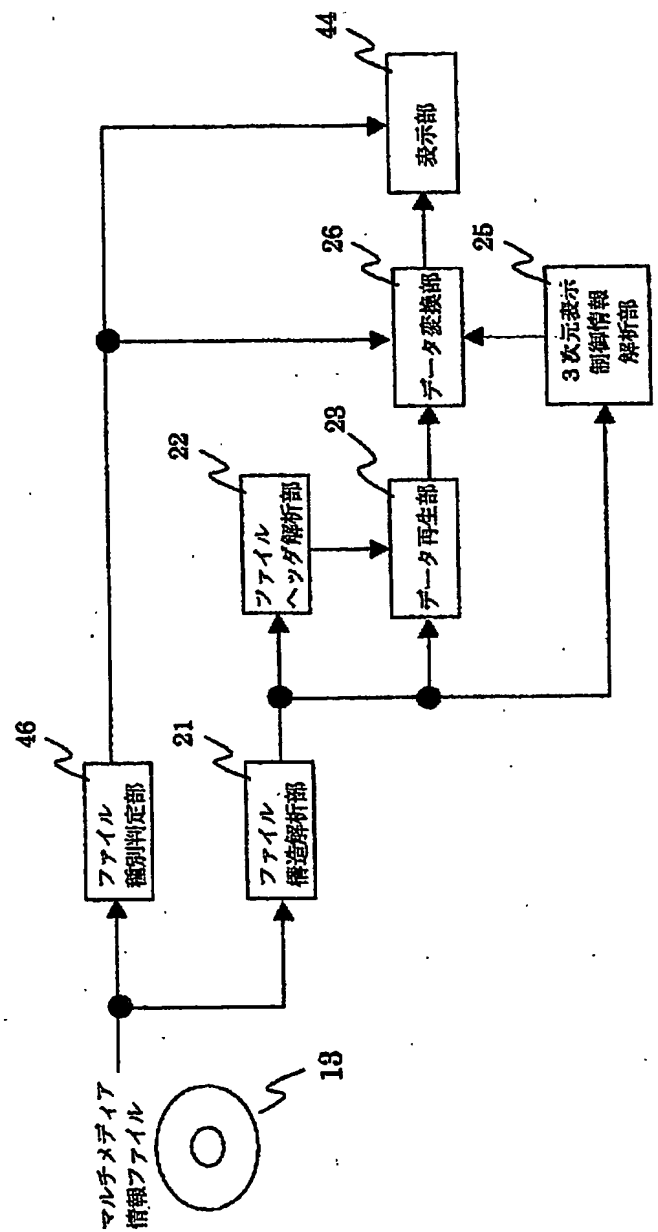 マルチメディア
情報ファイル
13
46
ファイル
種別判定部
21
ファイル
構造解析部
22
ファイル
ヘッダ解析部
23
データ再生部
26
データ変換部
25
3次元表示
制御情報
解析部
44
表示部